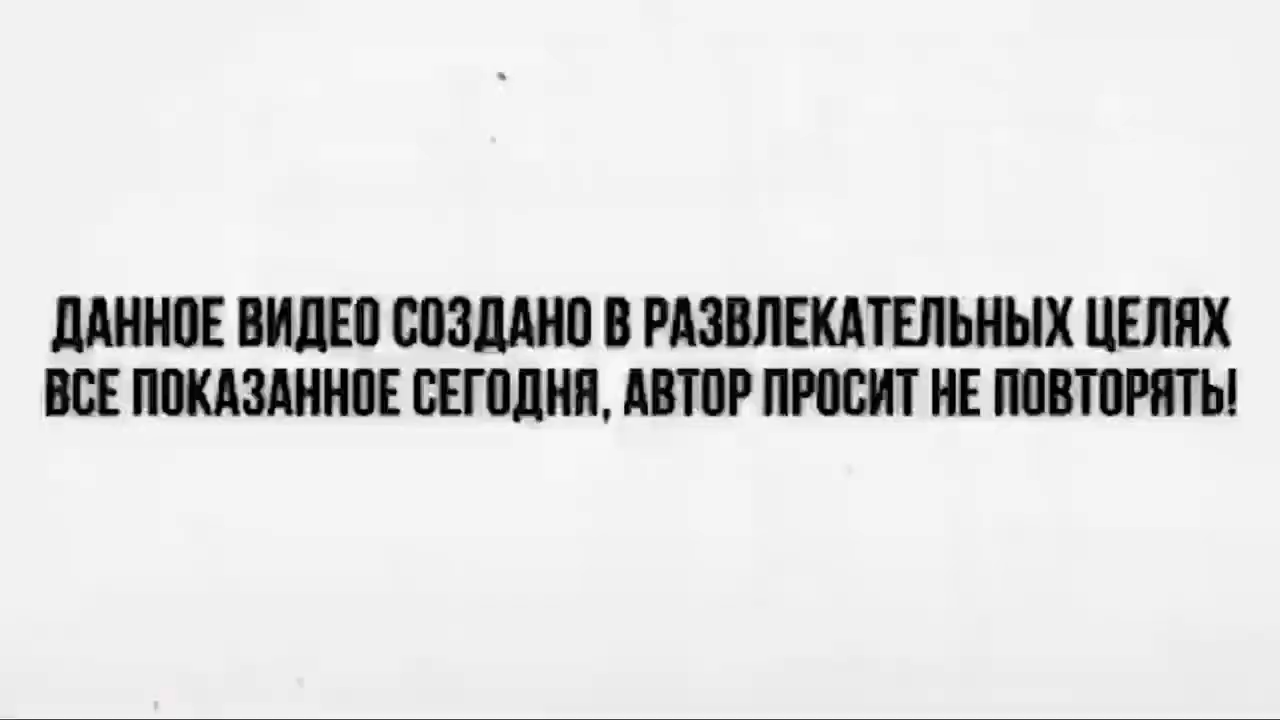 ДАННОЕ ВИДЕО СОЗДАНО В РАЗВЛЕКАТЕЛЬНЫХ ЦЕЛЯХ
ВСЕ ПОКАЗАННОЕ СЕГОДНЯ, АВТОР ПРОСИТ НЕ ПОВТОРЯТЬ!